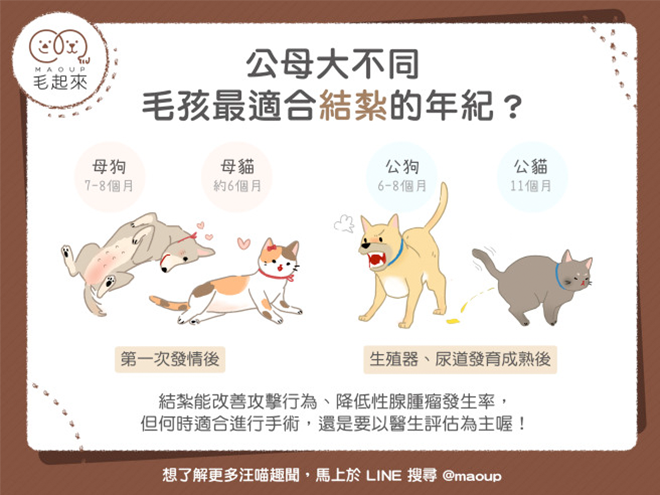 MAOUP
毛起來
公母大不同
毛孩最適合結紮的年紀？
母狗
7-8個月
母貓
約6個月
公狗
6-8個月
公貓
11個月
第一次發情後
生殖器、尿道發育成熟後
結紮能改善攻擊行為、降低性腺腫瘤發生率，
但何時適合進行手術，還是要以醫生評估為主喔！
想了解更多汪喵趣聞，馬上於 LINE 搜尋 @maoup